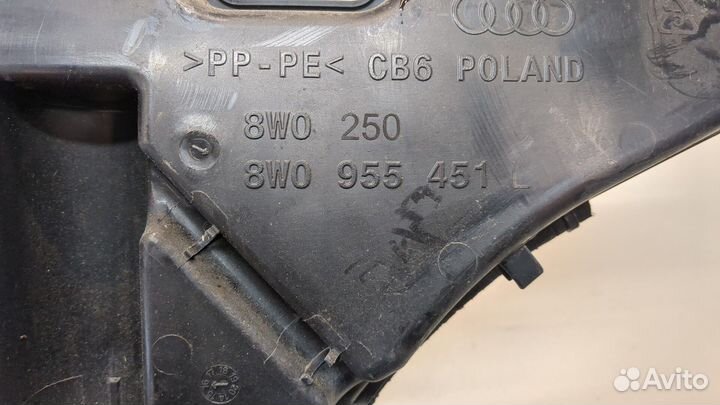 >PP-PE< CB6 POLAND
8W0 250
8W0 955 451 L
Avito